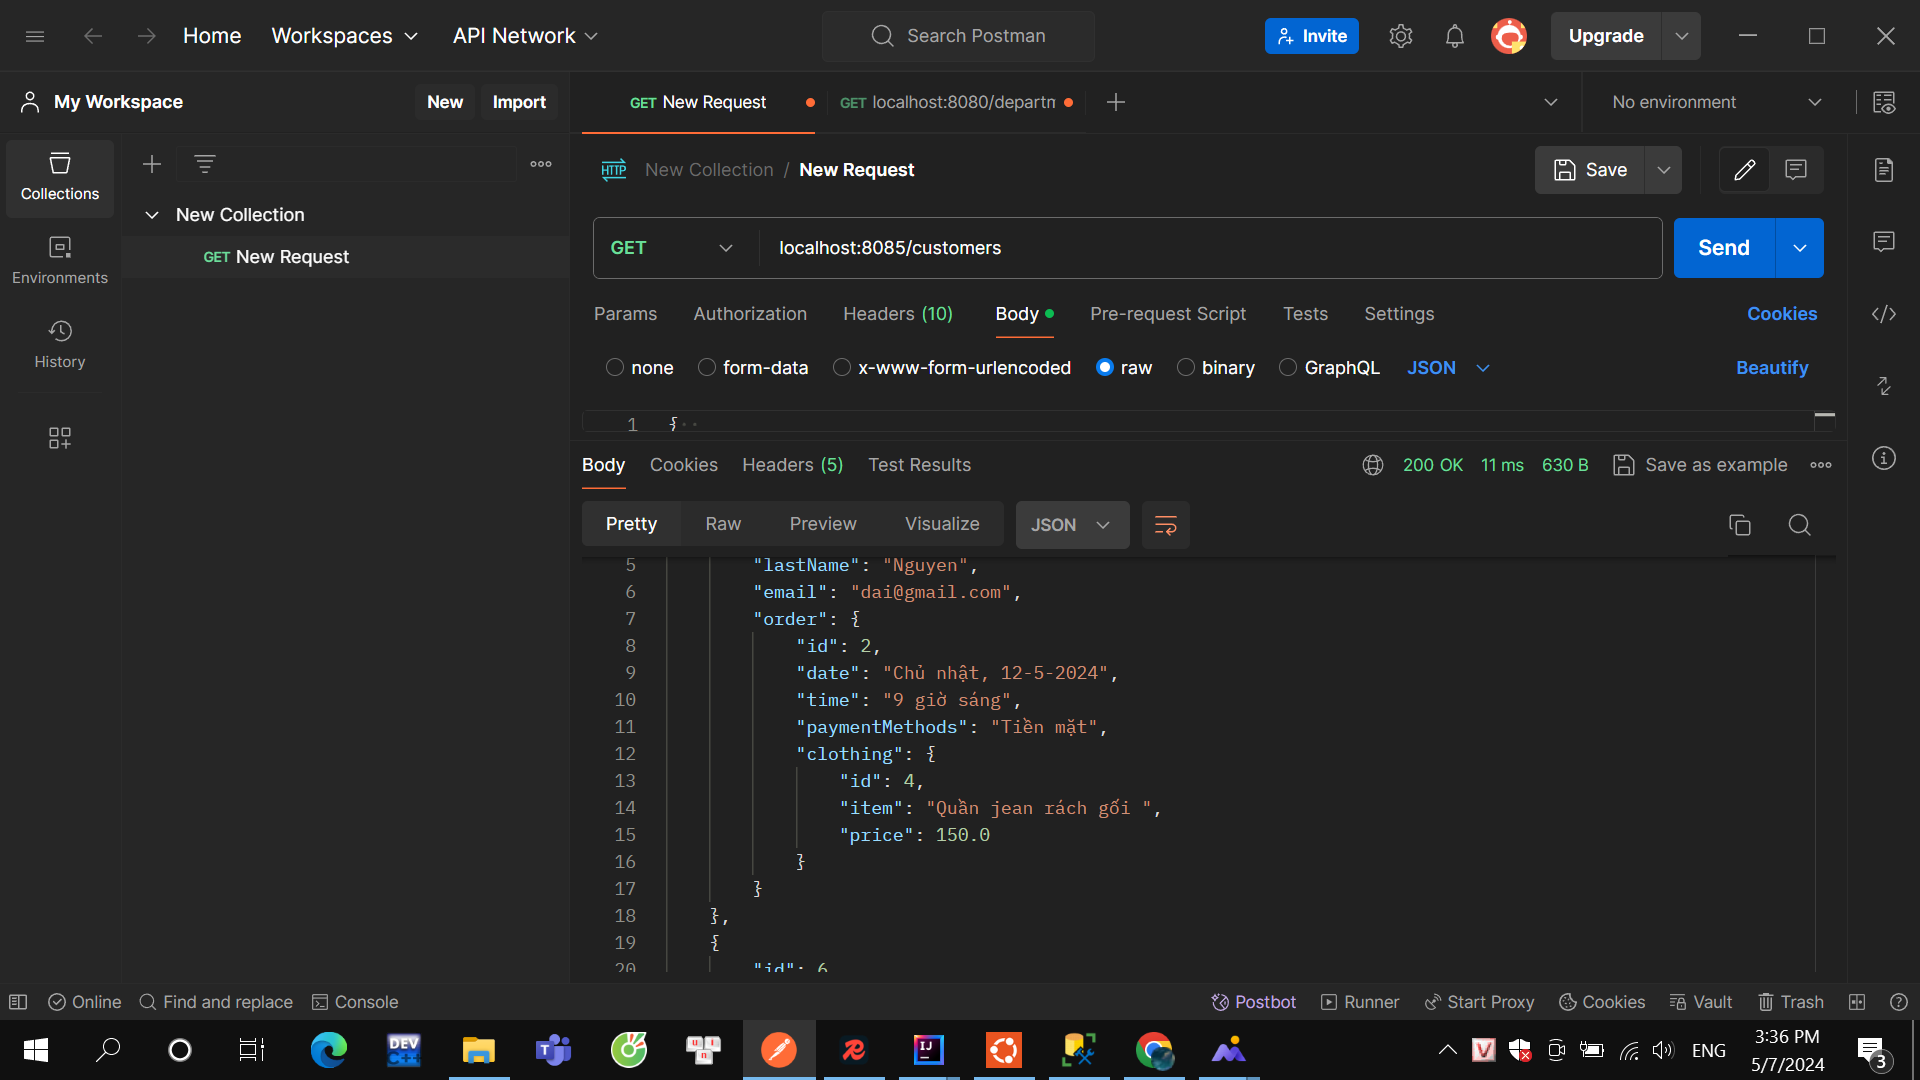 Home Workspaces API Network Search Postman Invite Upgrade
My Workspace New Import GET New Request GET localhost:8080/departm No environment
Collections
Environments
History
New Collection
GET New Request
HTTP New Collection / New Request Save
GET localhost:8085/customers Send
Params Authorization Headers (10) Body Pre-request Script Tests Settings Cookies
none form-data x-www-form-urlencoded raw binary GraphQL JSON Beautify
1 {
Body Cookies Headers (5) Test Results 200 OK 11 ms 630 B Save as example
Pretty Raw Preview Visualize JSON
5 "lastName": "Nguyen",
6 "email": "dai@gmail.com",
7 "order": {
8 "id": 2,
9 "date": "Chủ nhật, 12-5-2024",
10 "time": "9 giờ sáng",
11 "paymentMethods": "Tiền mặt",
12 "clothing": {
13 "id": 4,
14 "item": "Quần jean rách gối ",
15 "price": 150.0
16 }
17 }
18 },
19 {
20 "id": 6
Online Find and replace Console Postbot Runner Start Proxy Cookies Vault Trash
DEV C++ T U I N IJ V ENG 3:36 PM
5/7/2024 3